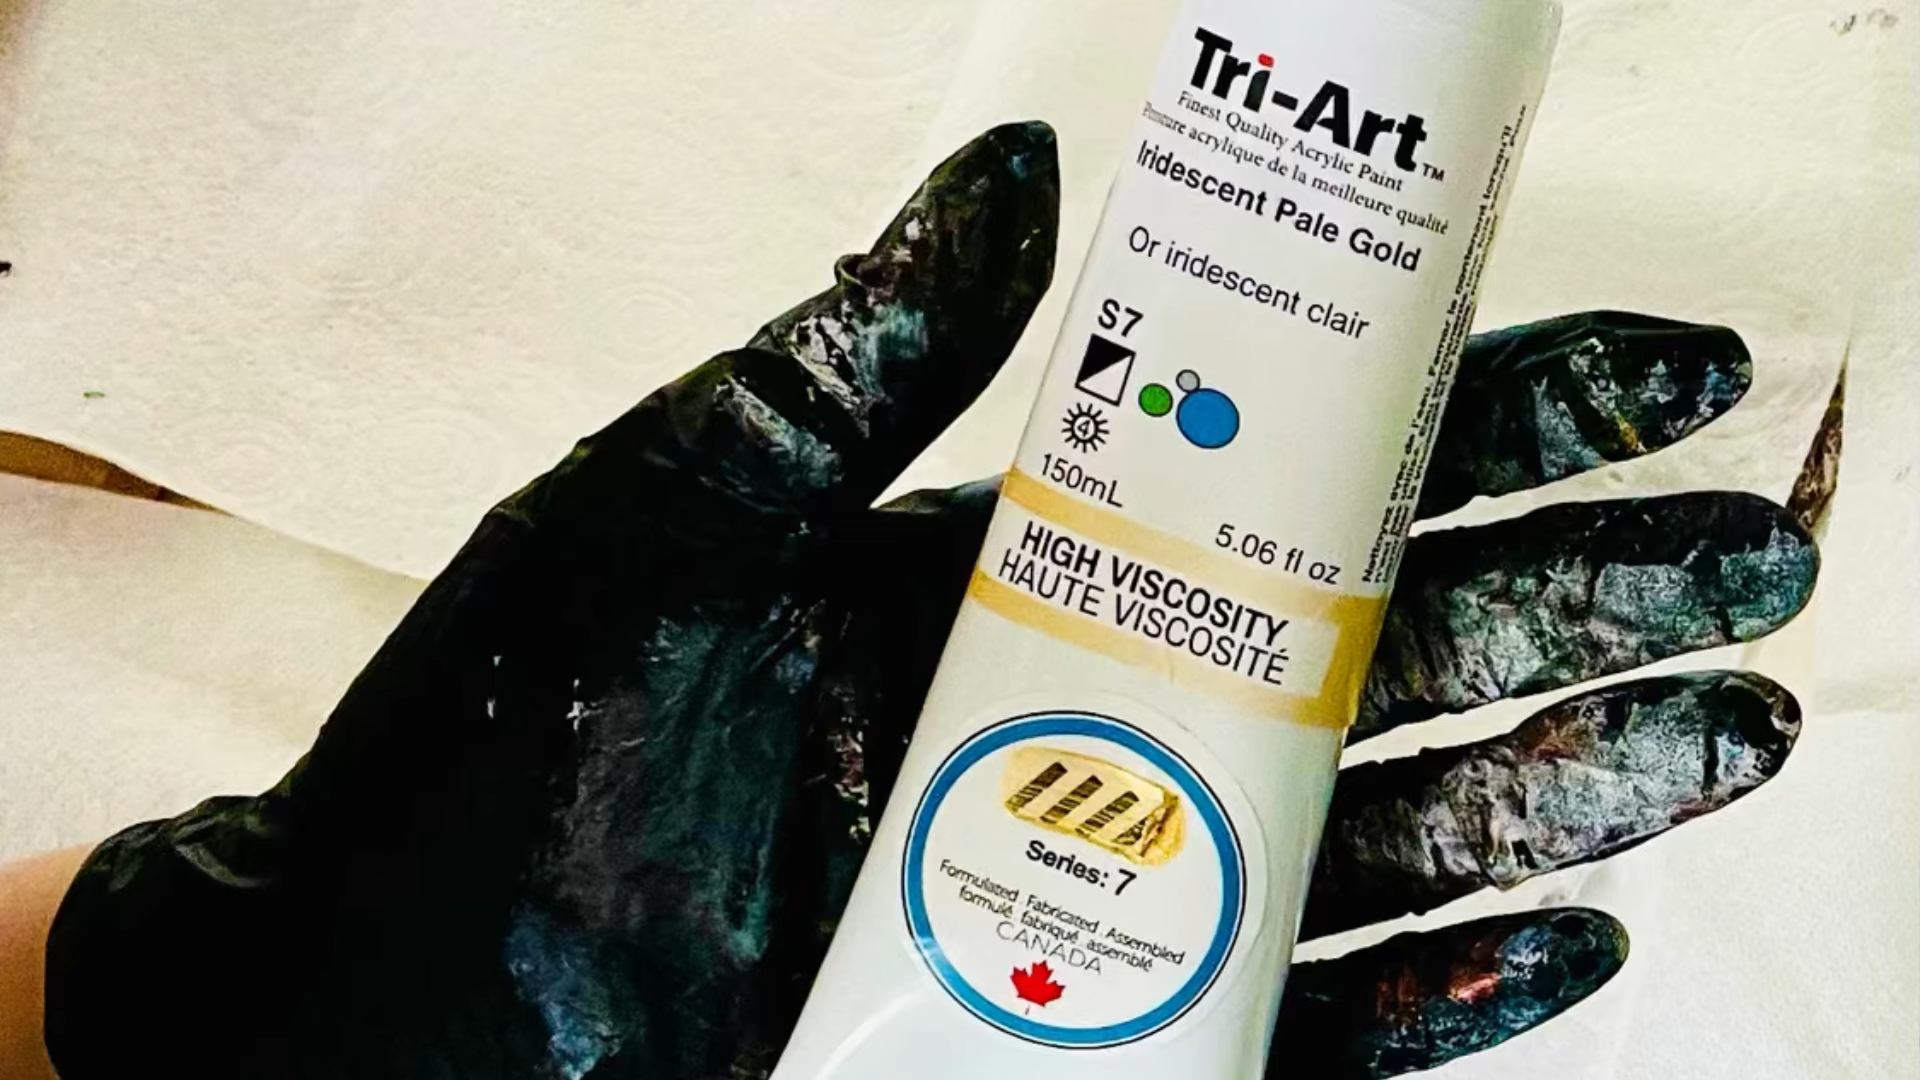 Tri-Art™
Finest Quality Acrylic Paint
Peinture acrylique de la meilleure qualité
Iridescent Pale Gold
Or iridescent clair
S7
4
150mL
5.06 fl oz
HIGH VISCOSITY
HAUTE VISCOSITÉ
Series: 7
Formulated . Fabricated . Assembled
formulé . fabriqué . assemblé
CANADA